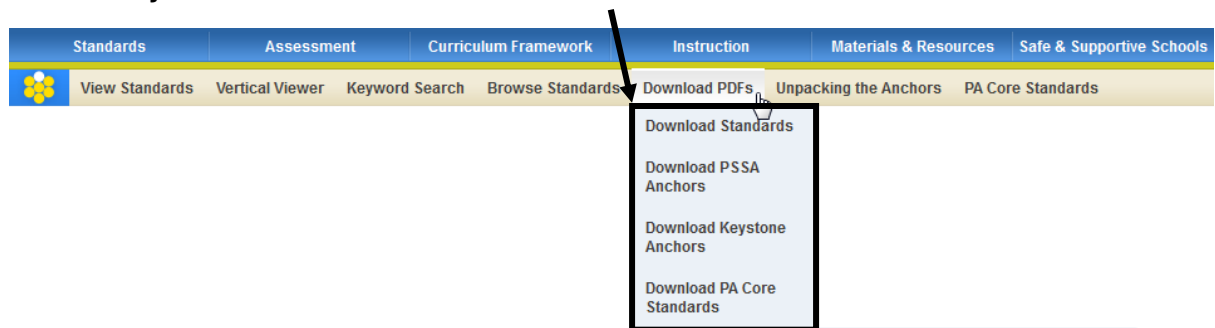 Standards Assessment Curriculum Framework Instruction Materials & Resources Safe & Supportive Schools
View Standards Vertical Viewer Keyword Search Browse Standards Download PDFs Unpacking the Anchors PA Core Standards
Download Standards
Download PSSA
Anchors
Download Keystone
Anchors
Download PA Core
Standards